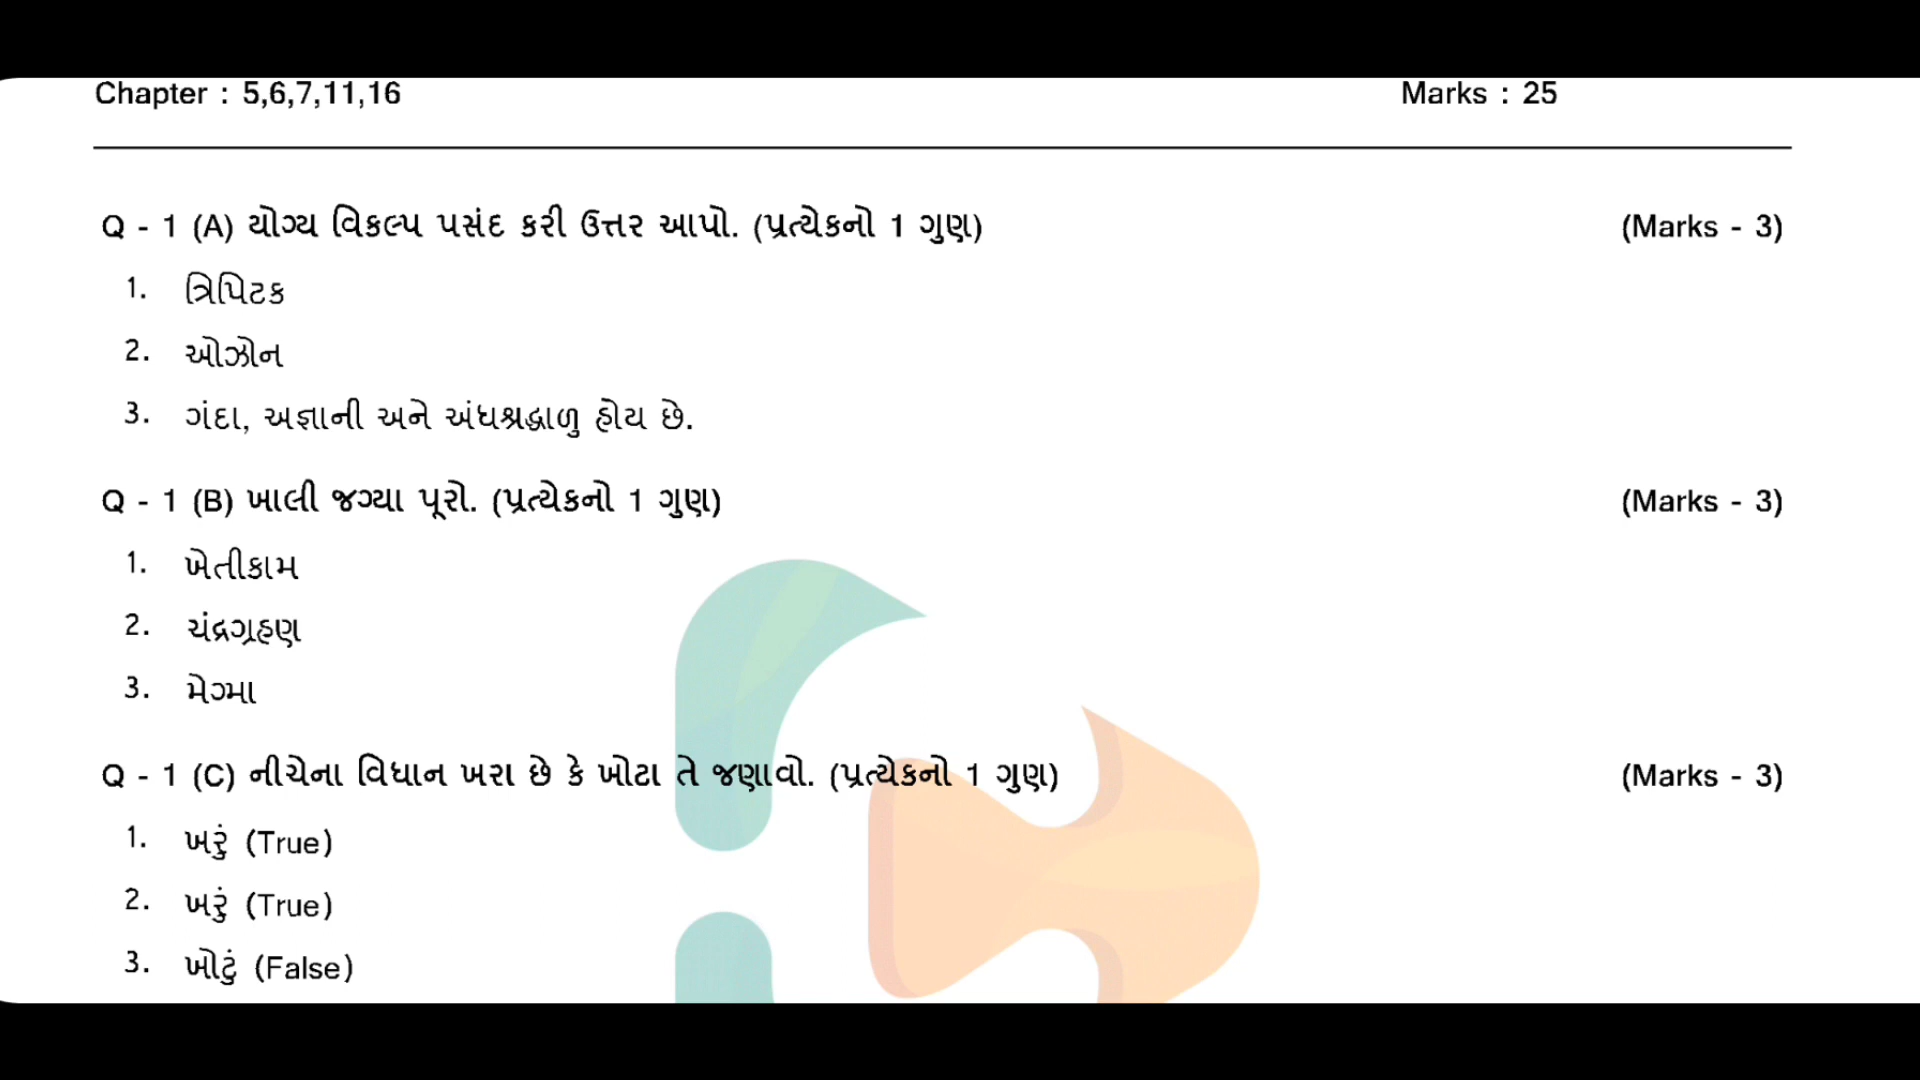 Chapter : 5,6,7,11,16 Marks : 25
Q - 1 (A) યોગ્ય વિકલ્પ પસંદ કરી ઉત્તર આપો. (પ્રત્યેકનો 1 ગુણ) (Marks - 3)
1. ત્રિપિટક
2. ઓઝોન
3. ગંદા, અજ્ઞાની અને અંધશ્રદ્ધાળુ હોય છે.
Q - 1 (B) ખાલી જગ્યા પૂરો. (પ્રત્યેકનો 1 ગુણ) (Marks - 3)
1. ખેતીકામ
2. ચંદ્રગ્રહણ
3. મેગ્મા
Q - 1 (C) નીચેના વિધાન ખરા છે કે ખોટા તે જણાવો. (પ્રત્યેકનો 1 ગુણ) (Marks - 3)
1. ખરું (True)
2. ખરું (True)
3. ખોટું (False)